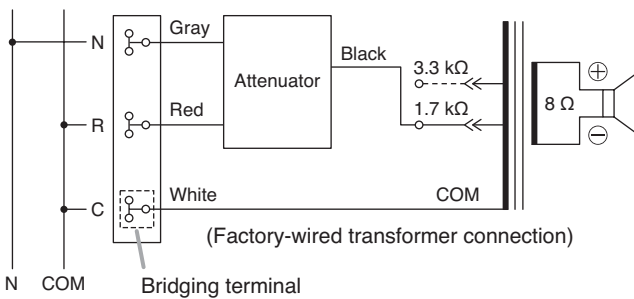 N
Gray
Attenuator
Black
3.3 kΩ
1.7 kΩ
8 Ω
⊕
⊖
R
Red
C
White
COM
(Factory-wired transformer connection)
N
COM
Bridging terminal